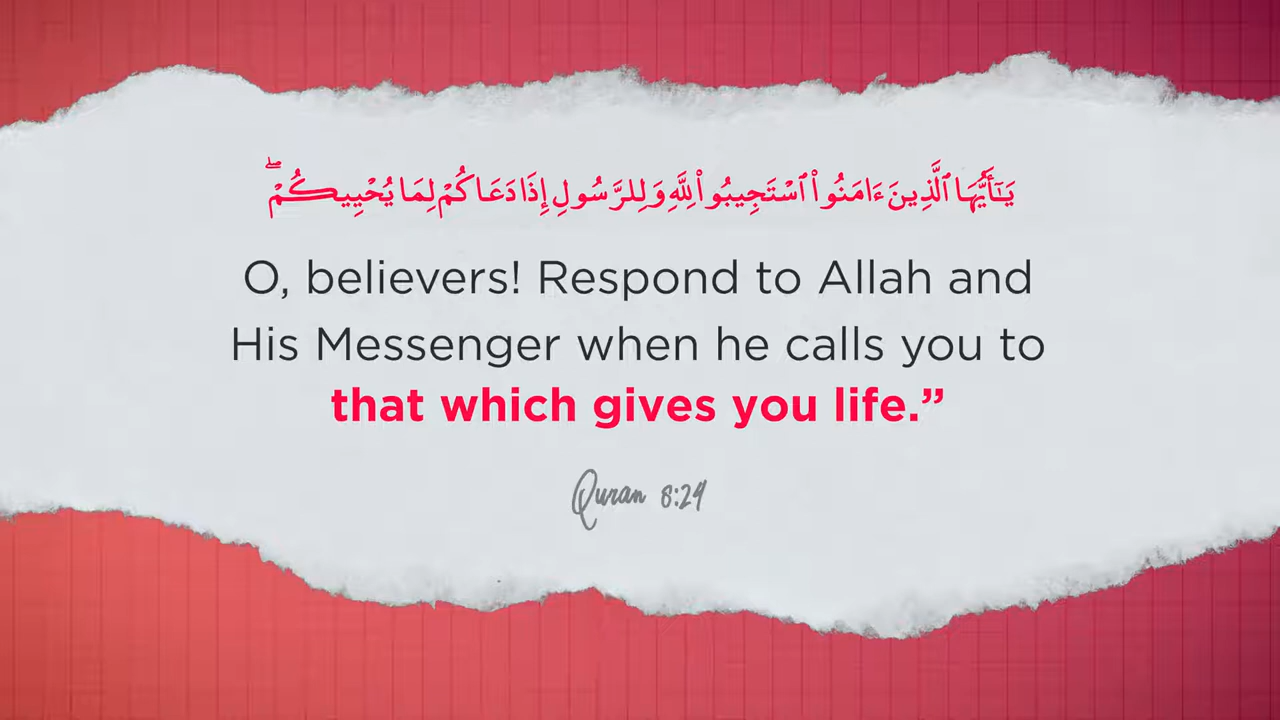 يَـٰٓأَيُّهَا ٱلَّذِينَ ءَامَنُوا۟ ٱسْتَجِيبُوا۟ لِلَّهِ وَلِلرَّسُولِ إِذَا دَعَاكُمْ لِمَا يُحْيِيكُمْ ۖ
O, believers! Respond to Allah and
His Messenger when he calls you to
that which gives you life.”
Quran 8:24